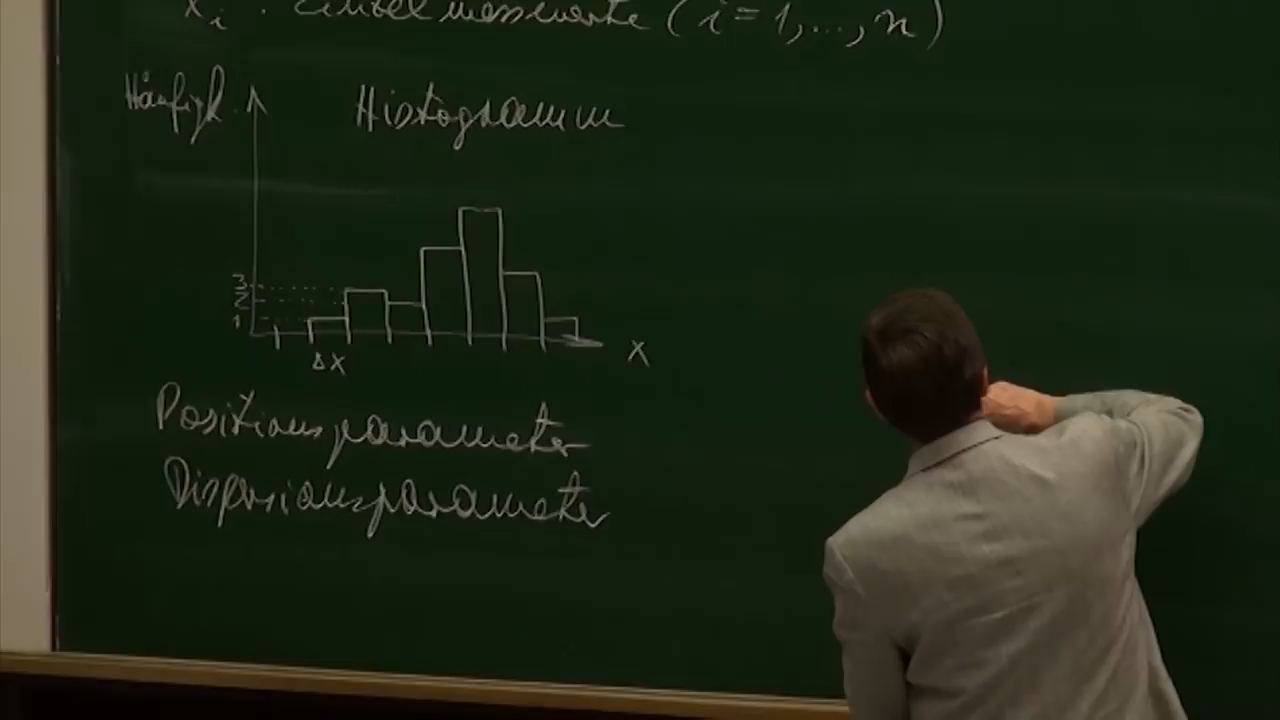 x_i : Einzelmesswerte (i=1,...,n)
Häufigk. Histogramm
3
2
1
Δx
x
Positionsparameter
Dispersionsparameter